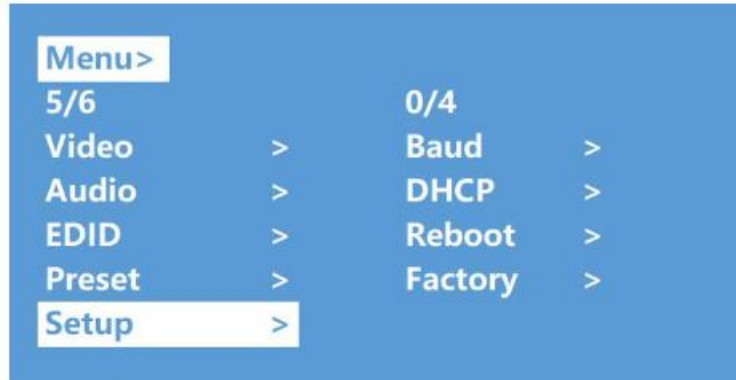 Menu>
5/6 0/4
Video > Baud >
Audio > DHCP >
EDID > Reboot >
Preset > Factory >
Setup >